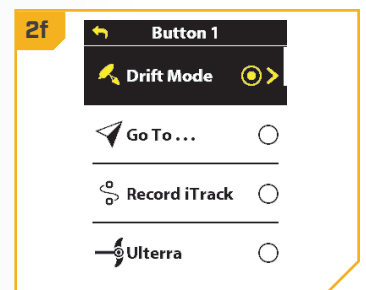 2f
Button 1
Drift Mode
Go To ...
Record iTrack
Ulterra